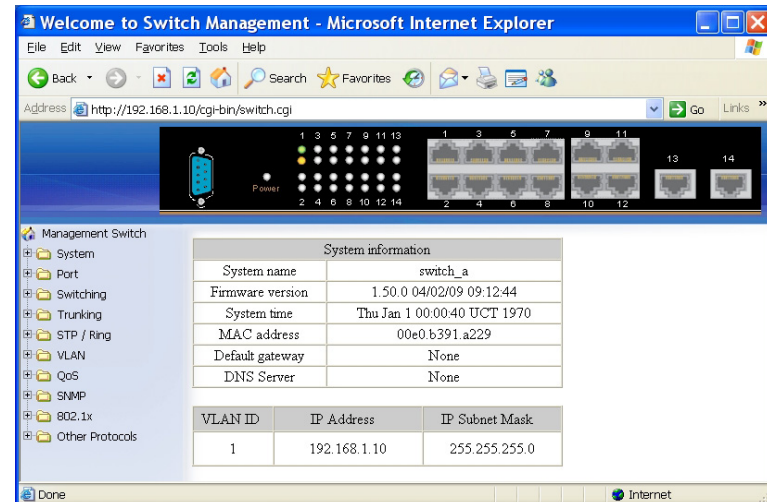 Welcome to Switch Management - Microsoft Internet Explorer
File Edit View Favorites Tools Help
Back Search Favorites
Address http://192.168.1.10/cgi-bin/switch.cgi Go Links »
1 3 5 7 9 11 13
Power
2 4 6 8 10 12 14
1 3 5 7 9 11
13 14
2 4 6 8 10 12
Management Switch
System
Port
Switching
Trunking
STP / Ring
VLAN
QoS
SNMP
802.1x
Other Protocols
System information
System name switch_a
Firmware version 1.50.0 04/02/09 09:12:44
System time Thu Jan 1 00:00:40 UCT 1970
MAC address 00e0.b391.a229
Default gateway None
DNS Server None
VLAN ID IP Address IP Subnet Mask
1 192.168.1.10 255.255.255.0
Done Internet